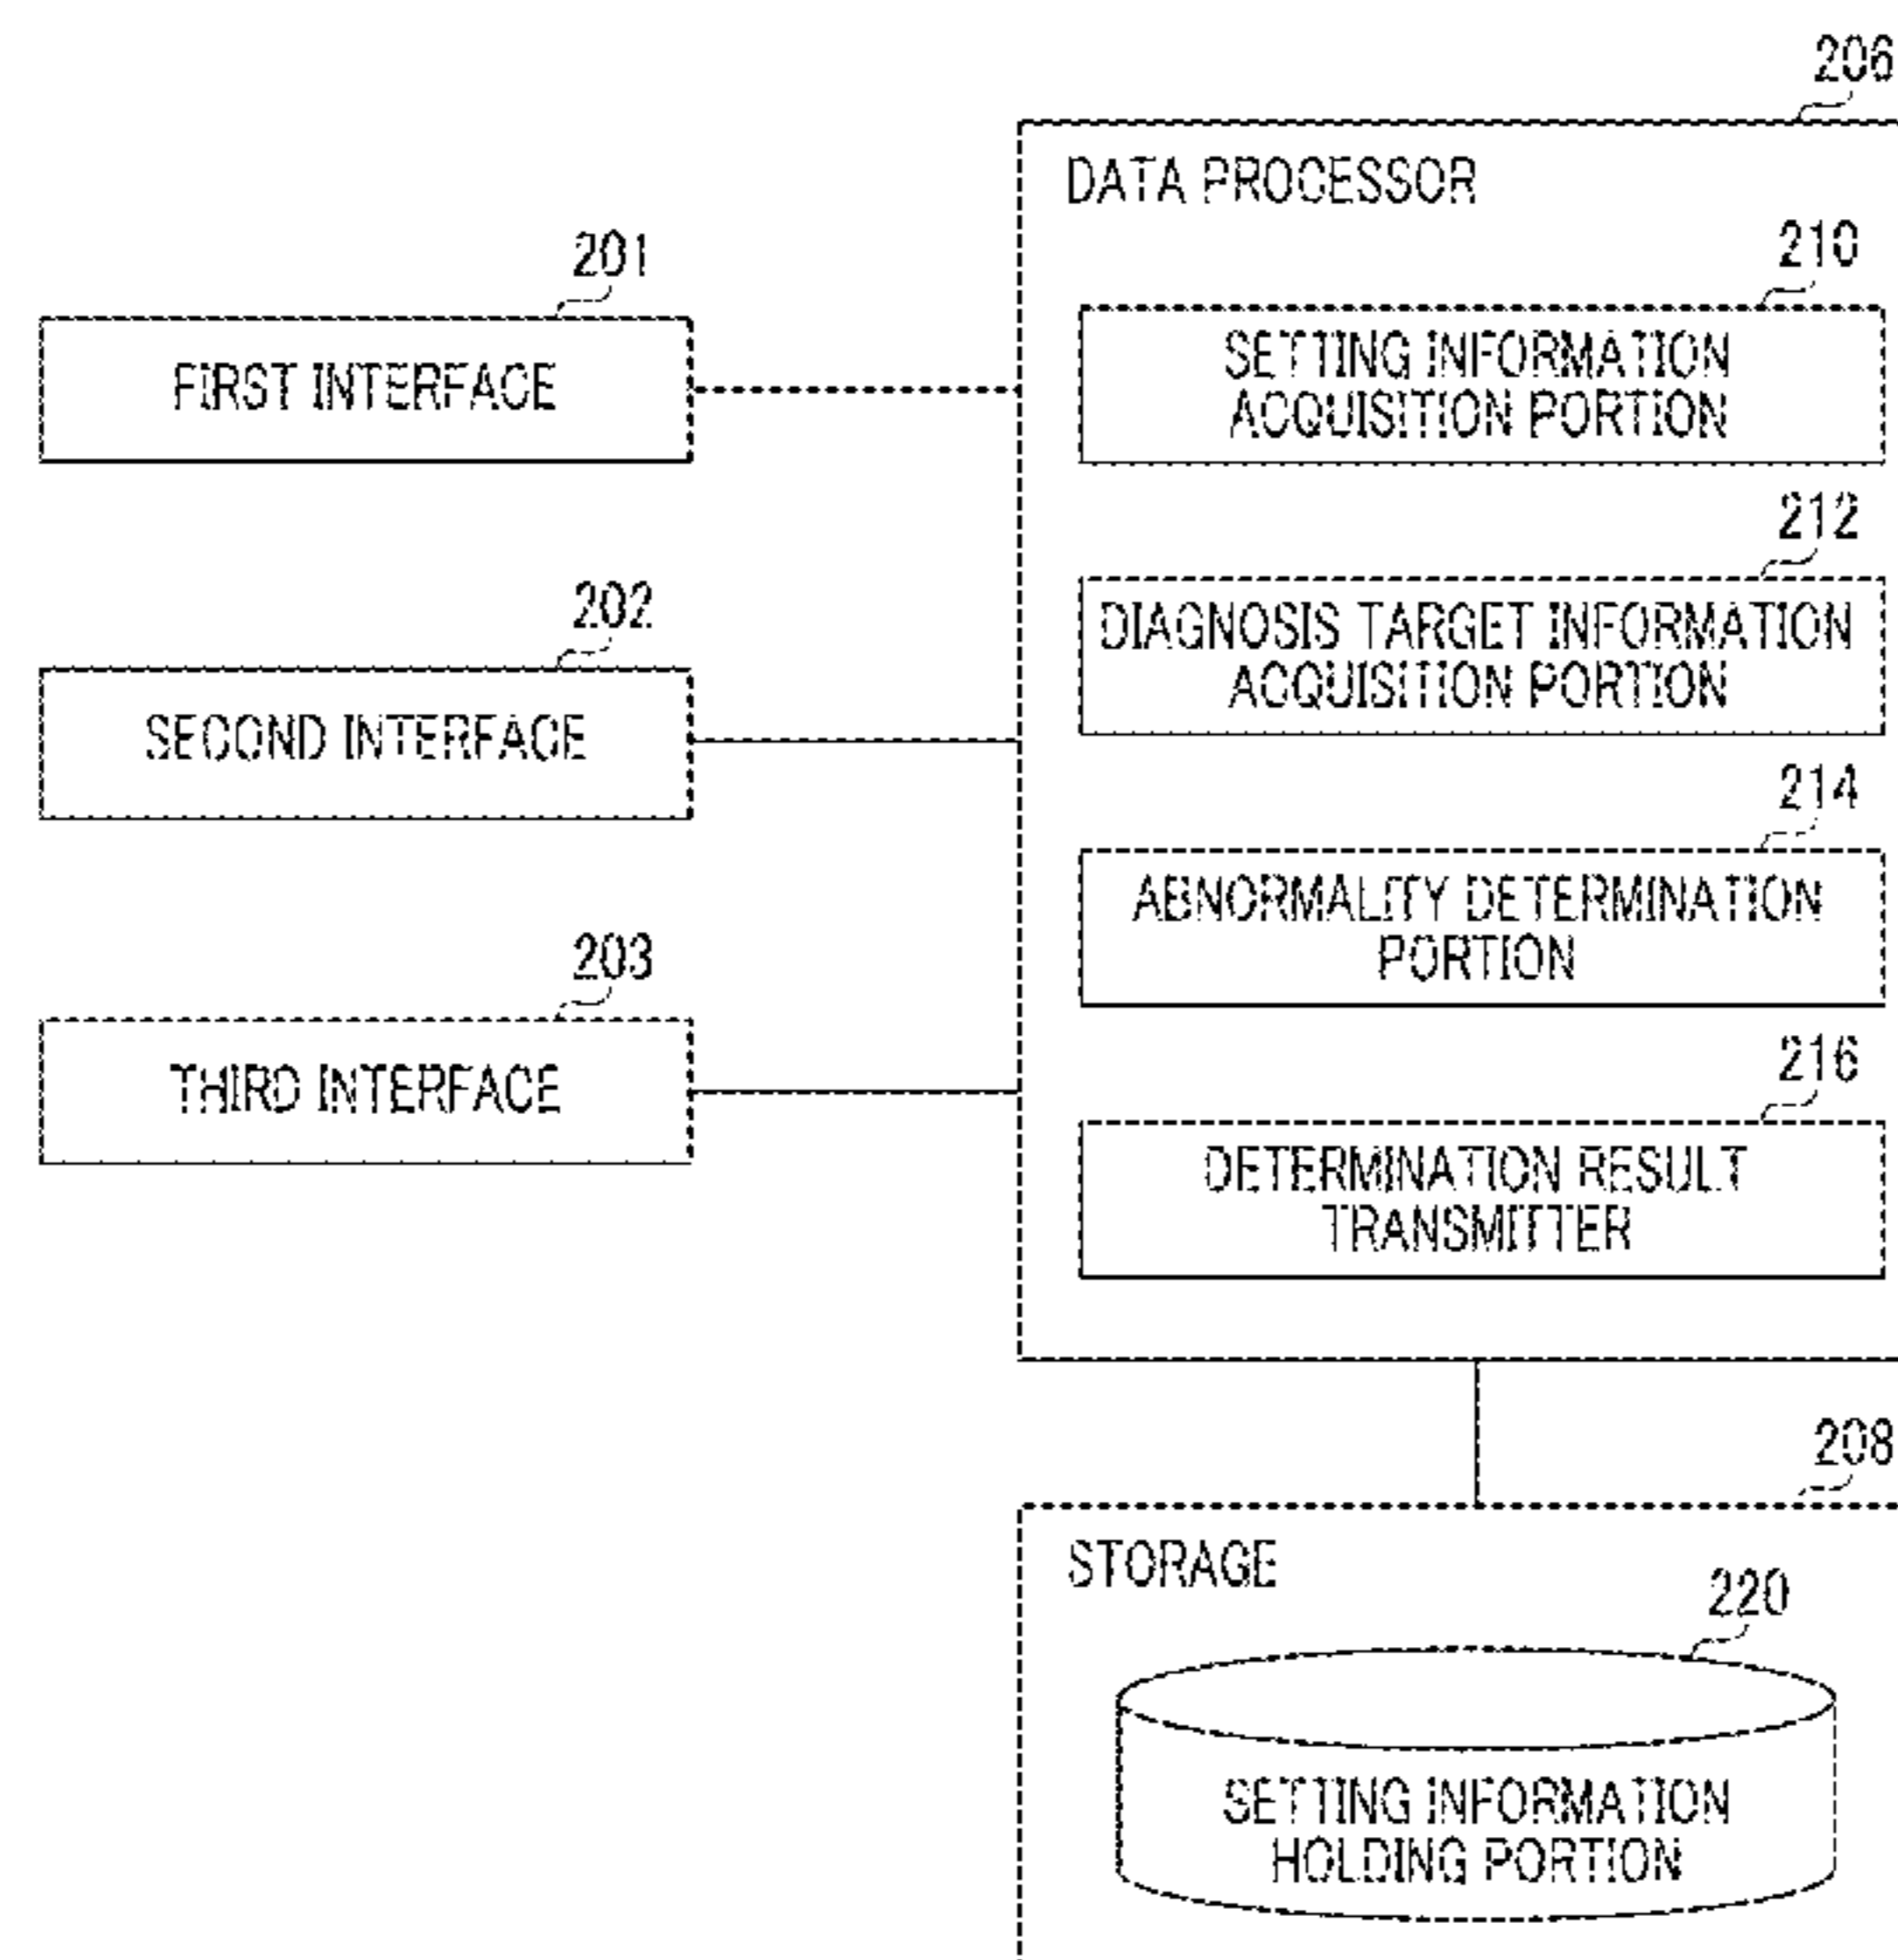 206
DATA PROCESSOR
201
FIRST INTERFACE
210
SETTING INFORMATION
ACQUISITION PORTION
202
SECOND INTERFACE
212
DIAGNOSIS TARGET INFORMATION
ACQUISITION PORTION
214
ABNORMALITY DETERMINATION
PORTION
203
THIRD INTERFACE
216
DETERMINATION RESULT
TRANSMITTER
208
STORAGE
220
SETTING INFORMATION
HOLDING PORTION